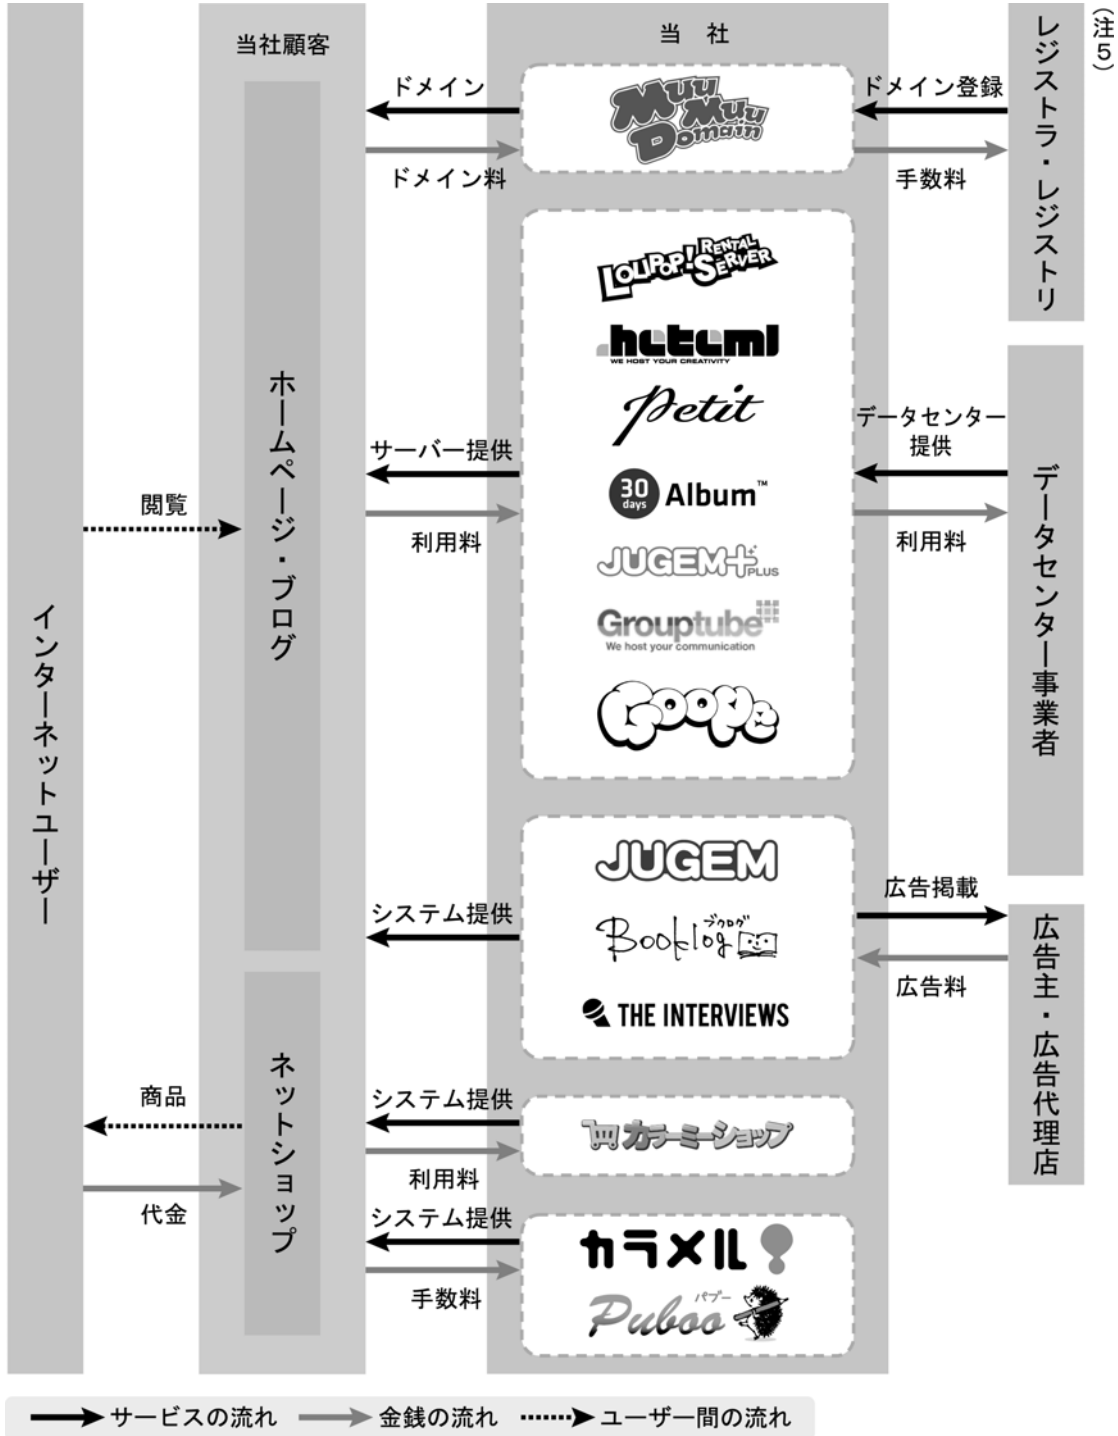 (注5)
当社顧客
当　社
レジストラ・レジストリ
ドメイン
ドメイン料
MuuMuu
Domain
ドメイン登録
手数料
LOLIPOP! RENTAL SERVER
.heteml
WE HOST YOUR CREATIVITY
Petit
30 days Album™
JUGEM+PLUS
Grouptube
We host your communication
Goope
ホームページ・ブログ
サーバー提供
利用料
データセンター
提供
利用料
データセンター事業者
閲覧
インターネットユーザー
JUGEM
ブクログ
Booklog
THE INTERVIEWS
システム提供
広告掲載
広告料
広告主・広告代理店
ネットショップ
商品
代金
システム提供
利用料
カラーミーショップ
システム提供
手数料
カラメル
パブー
Puboo
サービスの流れ
金銭の流れ
ユーザー間の流れ